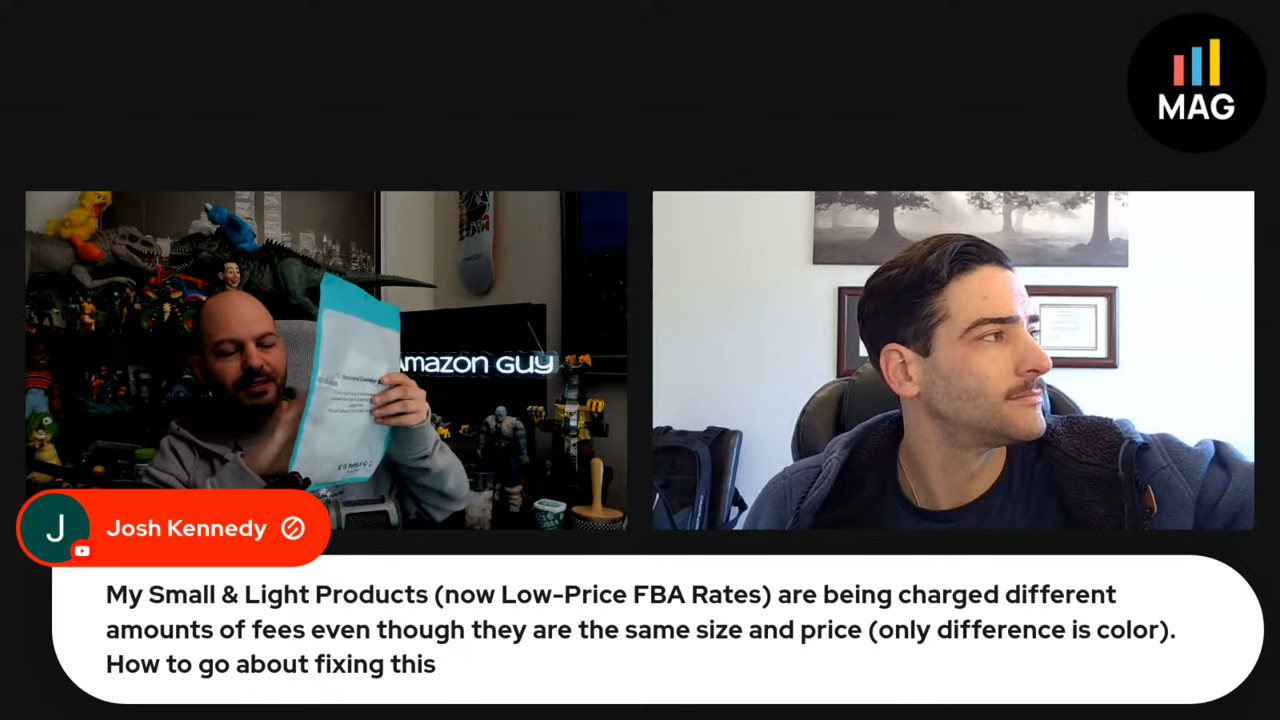 MAG
Amazon GUY
J
Josh Kennedy
My Small & Light Products (now Low-Price FBA Rates) are being charged different
amounts of fees even though they are the same size and price (only difference is color).
How to go about fixing this